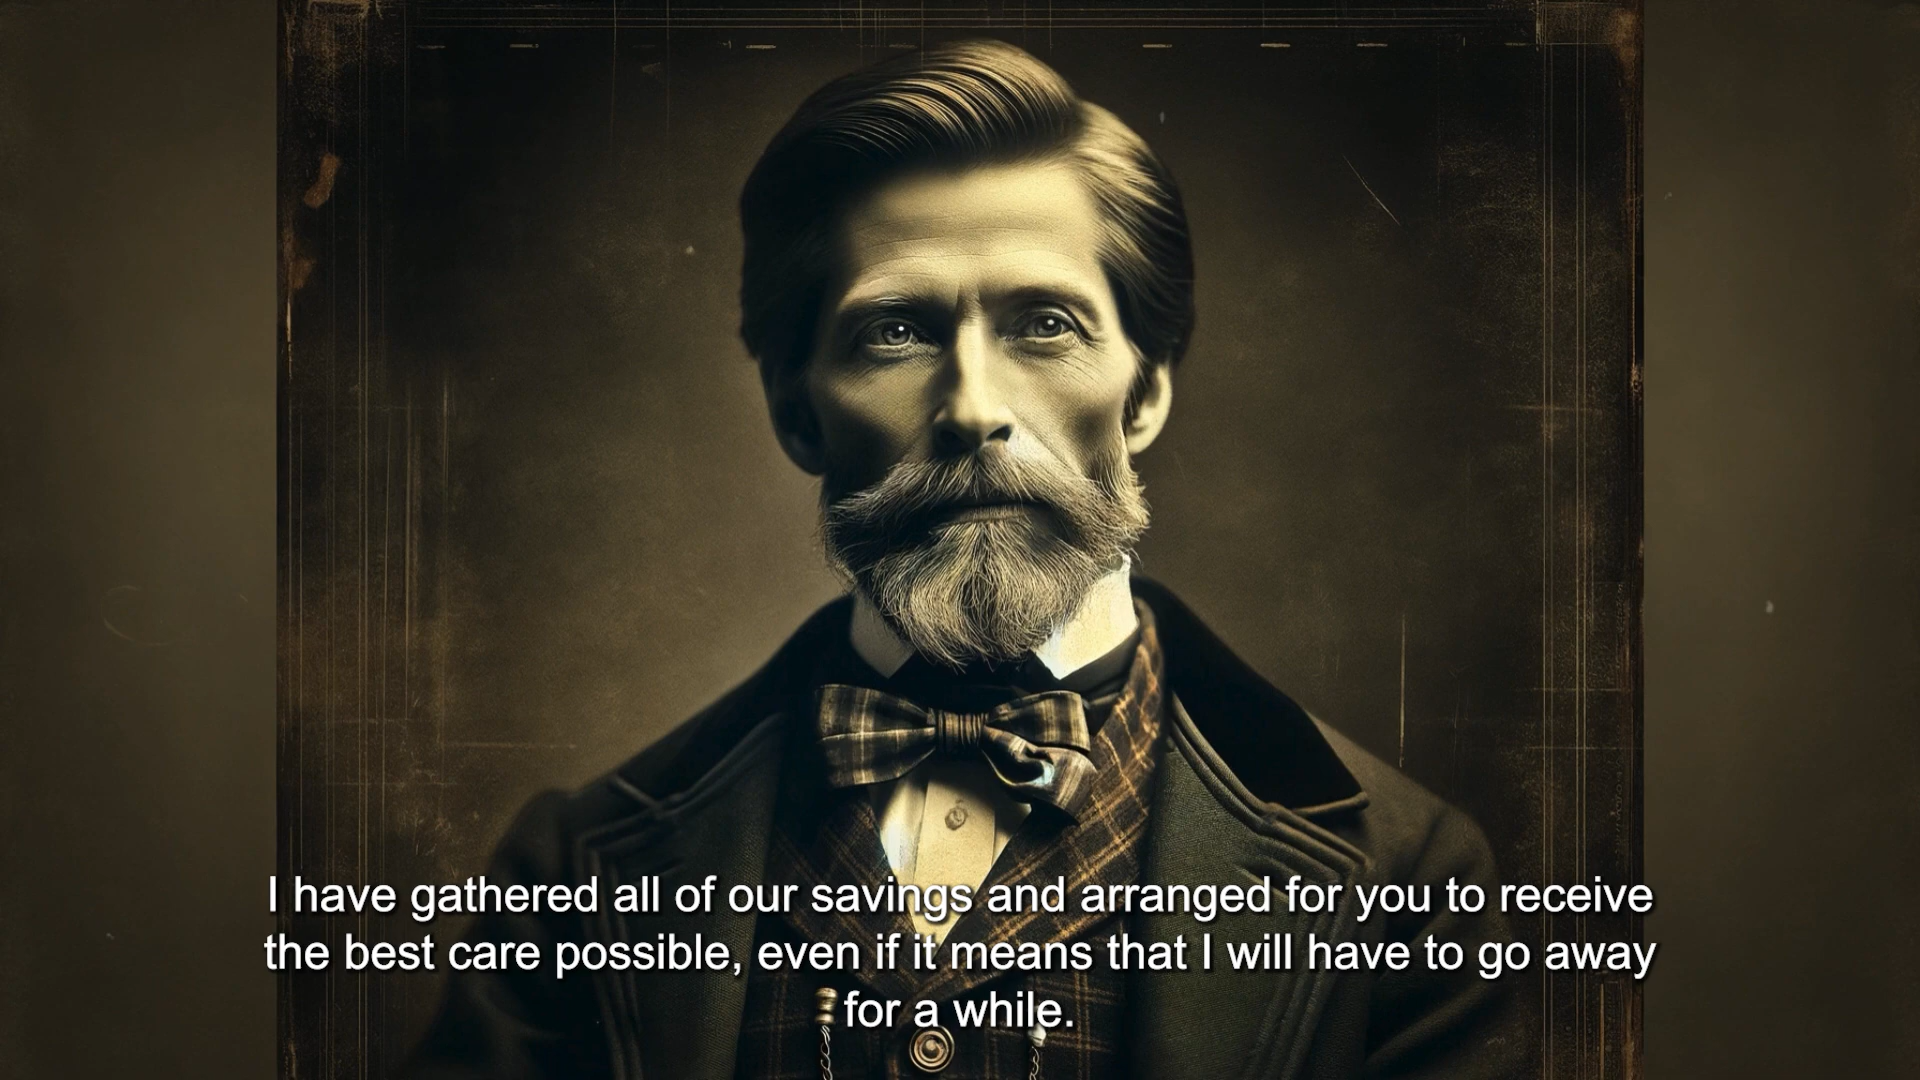 I have gathered all of our savings and arranged for you to receive
the best care possible, even if it means that I will have to go away
for a while.